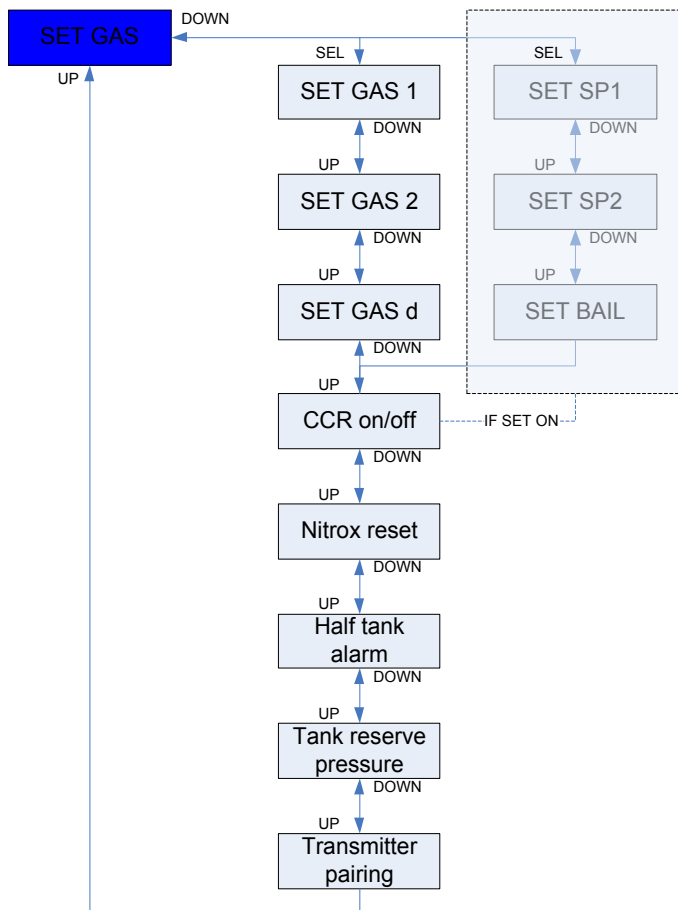 SET GAS
DOWN
UP
SEL
SEL
SET GAS 1
SET SP1
DOWN
DOWN
UP
UP
SET GAS 2
SET SP2
DOWN
DOWN
UP
UP
SET GAS d
SET BAIL
DOWN
UP
CCR on/off
IF SET ON
DOWN
UP
Nitrox reset
DOWN
UP
Half tank
alarm
DOWN
UP
Tank reserve
pressure
DOWN
UP
Transmitter
pairing